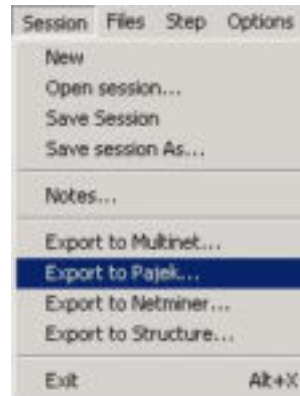 Session Files Step Options
New
Open session...
Save Session
Save session As...
Notes...
Export to Multinet...
Export to Pajek...
Export to Netminer...
Export to Structure...
Exit Alt+X